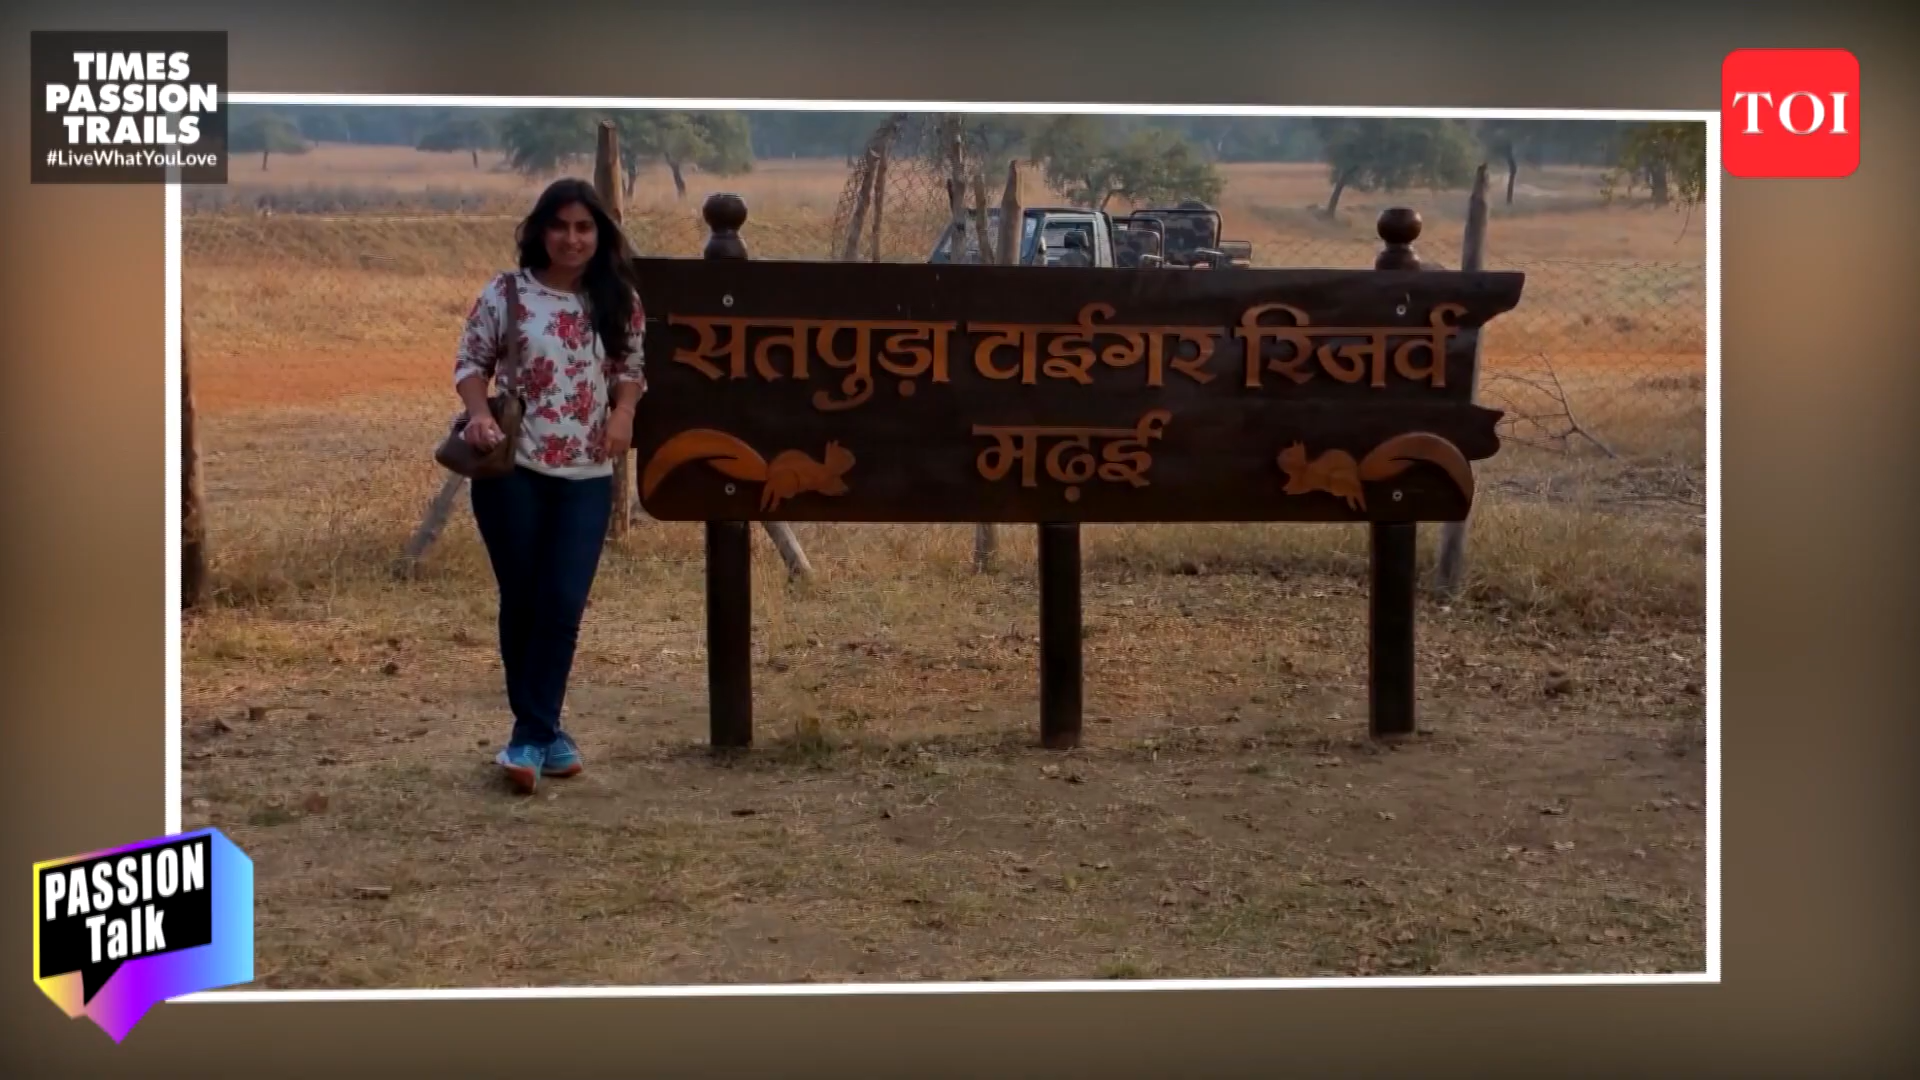 TIMES
PASSION
TRAILS
#LiveWhatYouLove
TOI
सतपुड़ा टाईगर रिजर्व
मढ़ई
PASSION
Talk